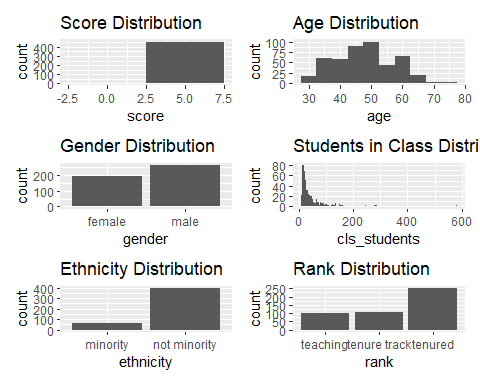 Score Distribution
count
400
300
200
100
0
-2.5 0.0 2.5 5.0 7.5
score
Age Distribution
count
100
75
50
25
0
30 40 50 60 70 80
age
Gender Distribution
count
200
100
0
female male
gender
Students in Class Distri
count
80
60
40
20
0
0 200 400 600
cls_students
Ethnicity Distribution
count
400
300
200
100
0
minority not minority
ethnicity
Rank Distribution
count
250
200
150
100
50
0
teaching tenure track tenured
rank